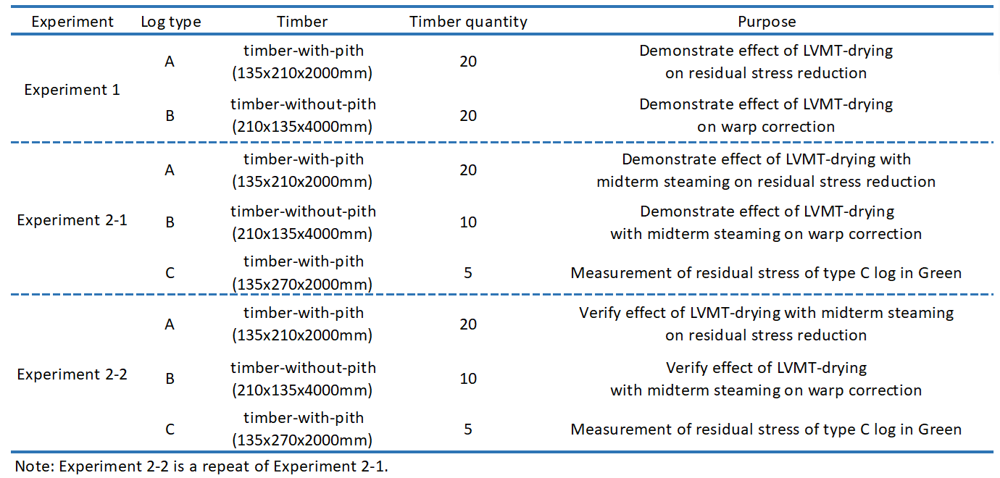 Experiment Log type Timber Timber quantity Purpose
Experiment 1
A
timber-with-pith
(135x210x2000mm)
20
Demonstrate effect of LVMT-drying
on residual stress reduction
B
timber-without-pith
(210x135x4000mm)
20
Demonstrate effect of LVMT-drying
on warp correction
Experiment 2-1
A
timber-with-pith
(135x210x2000mm)
20
Demonstrate effect of LVMT-drying with
midterm steaming on residual stress reduction
B
timber-without-pith
(210x135x4000mm)
10
Demonstrate effect of LVMT-drying
with midterm steaming on warp correction
C
timber-with-pith
(135x270x2000mm)
5
Measurement of residual stress of type C log in Green
Experiment 2-2
A
timber-with-pith
(135x210x2000mm)
20
Verify effect of LVMT-drying with midterm steaming
on residual stress reduction
B
timber-without-pith
(210x135x4000mm)
10
Verify effect of LVMT-drying
with midterm steaming on warp correction
C
timber-with-pith
(135x270x2000mm)
5
Measurement of residual stress of type C log in Green
Note: Experiment 2-2 is a repeat of Experiment 2-1.